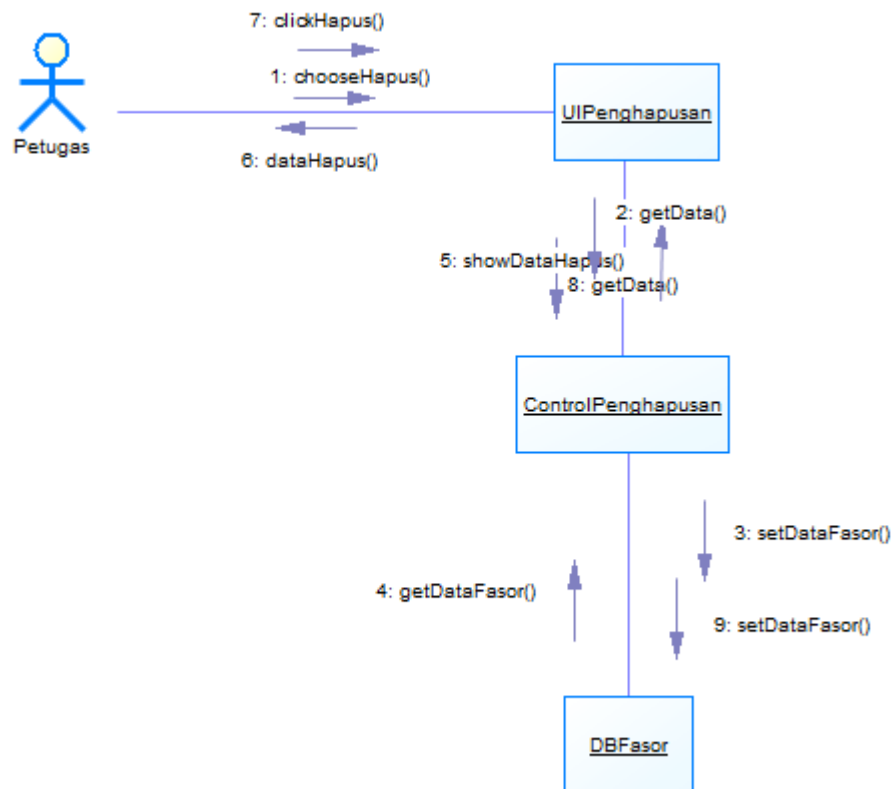 7: clickHapus()
1: chooseHapus()
UIPenghapusan
Petugas
6: dataHapus()
2: getData()
5: showDataHapus()
8: getData()
ControlPenghapusan
3: setDataFasor()
4: getDataFasor()
9: setDataFasor()
DBFasor